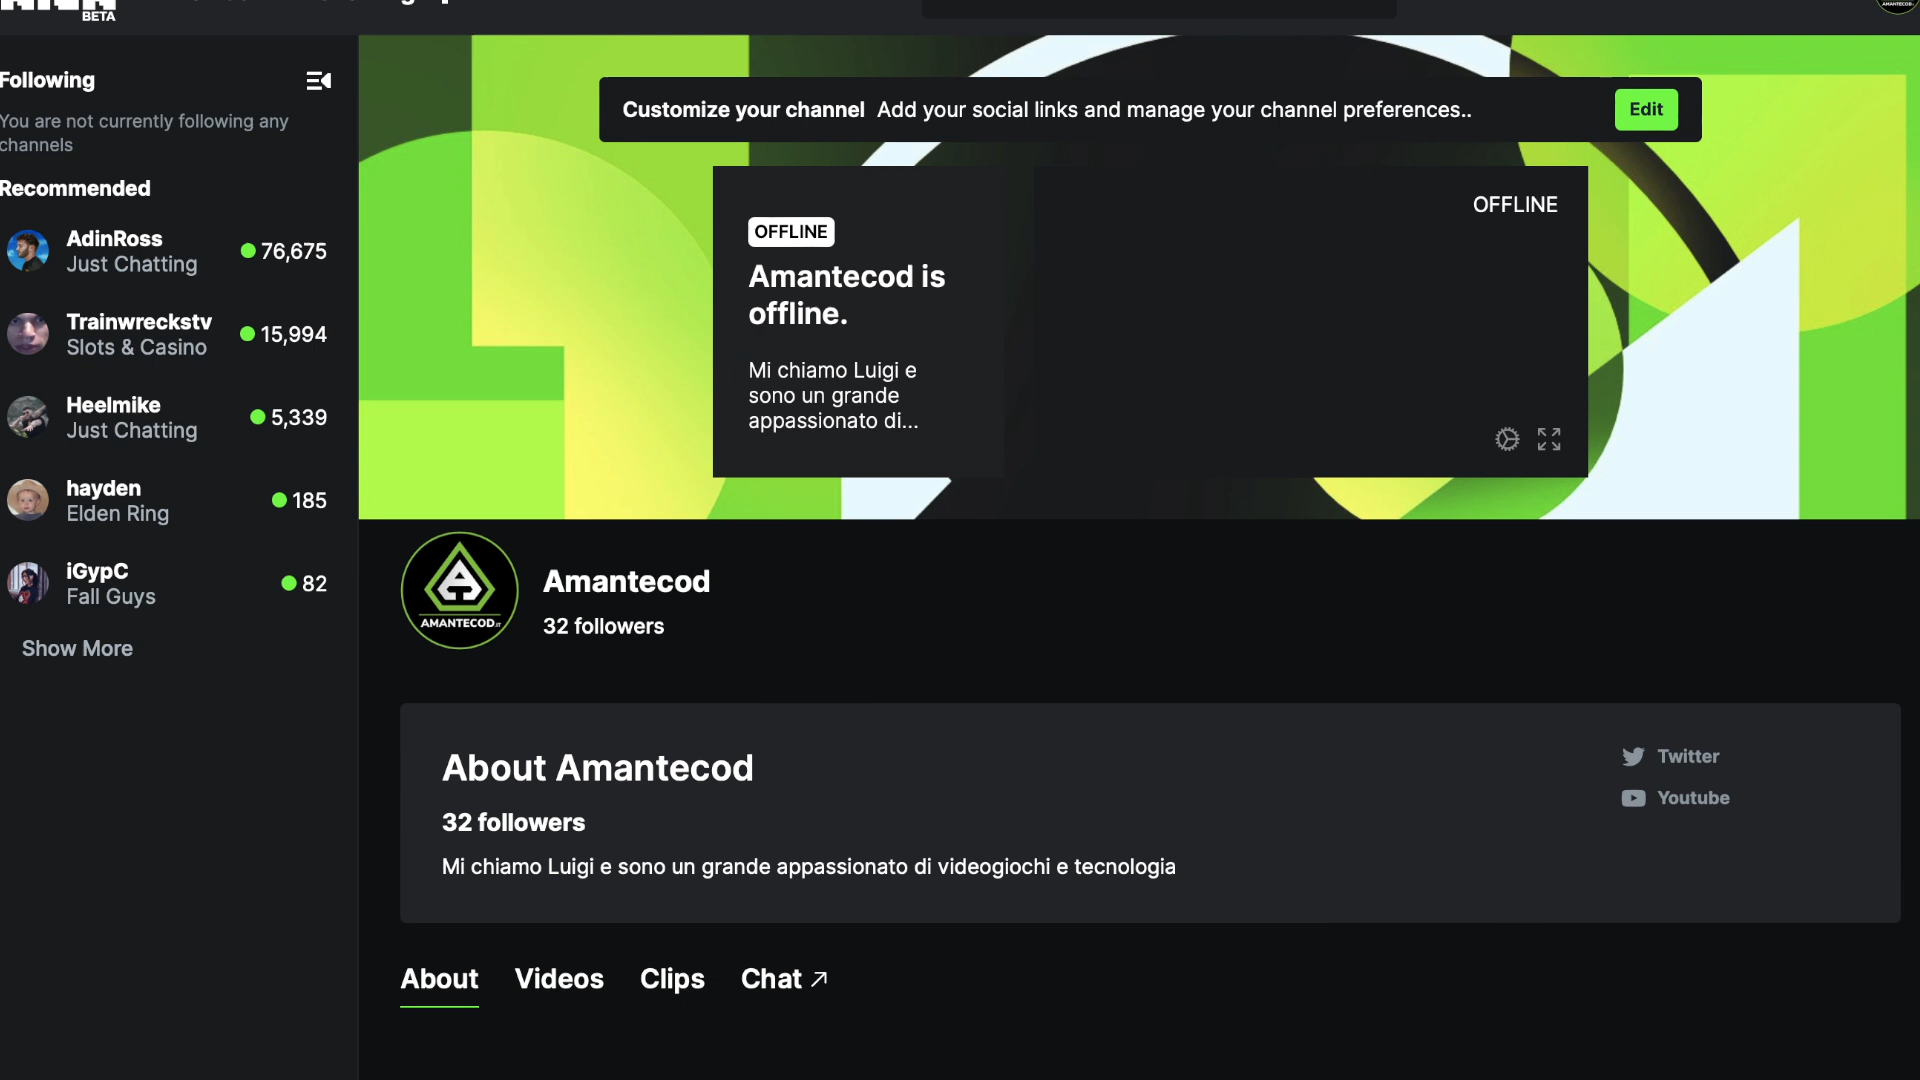 BETA
AMANTECOD
Following
You are not currently following any
channels
Recommended
AdinRoss
Just Chatting
76,675
Trainwreckstv
Slots & Casino
15,994
Heelmike
Just Chatting
5,339
hayden
Elden Ring
185
iGypC
Fall Guys
82
Show More
Customize your channel Add your social links and manage your channel preferences..
Edit
OFFLINE
OFFLINE
Amantecod is
offline.
Mi chiamo Luigi e
sono un grande
appassionato di...
AMANTECOD.IT
Amantecod
32 followers
About Amantecod
32 followers
Mi chiamo Luigi e sono un grande appassionato di videogiochi e tecnologia
Twitter
Youtube
About Videos Clips Chat